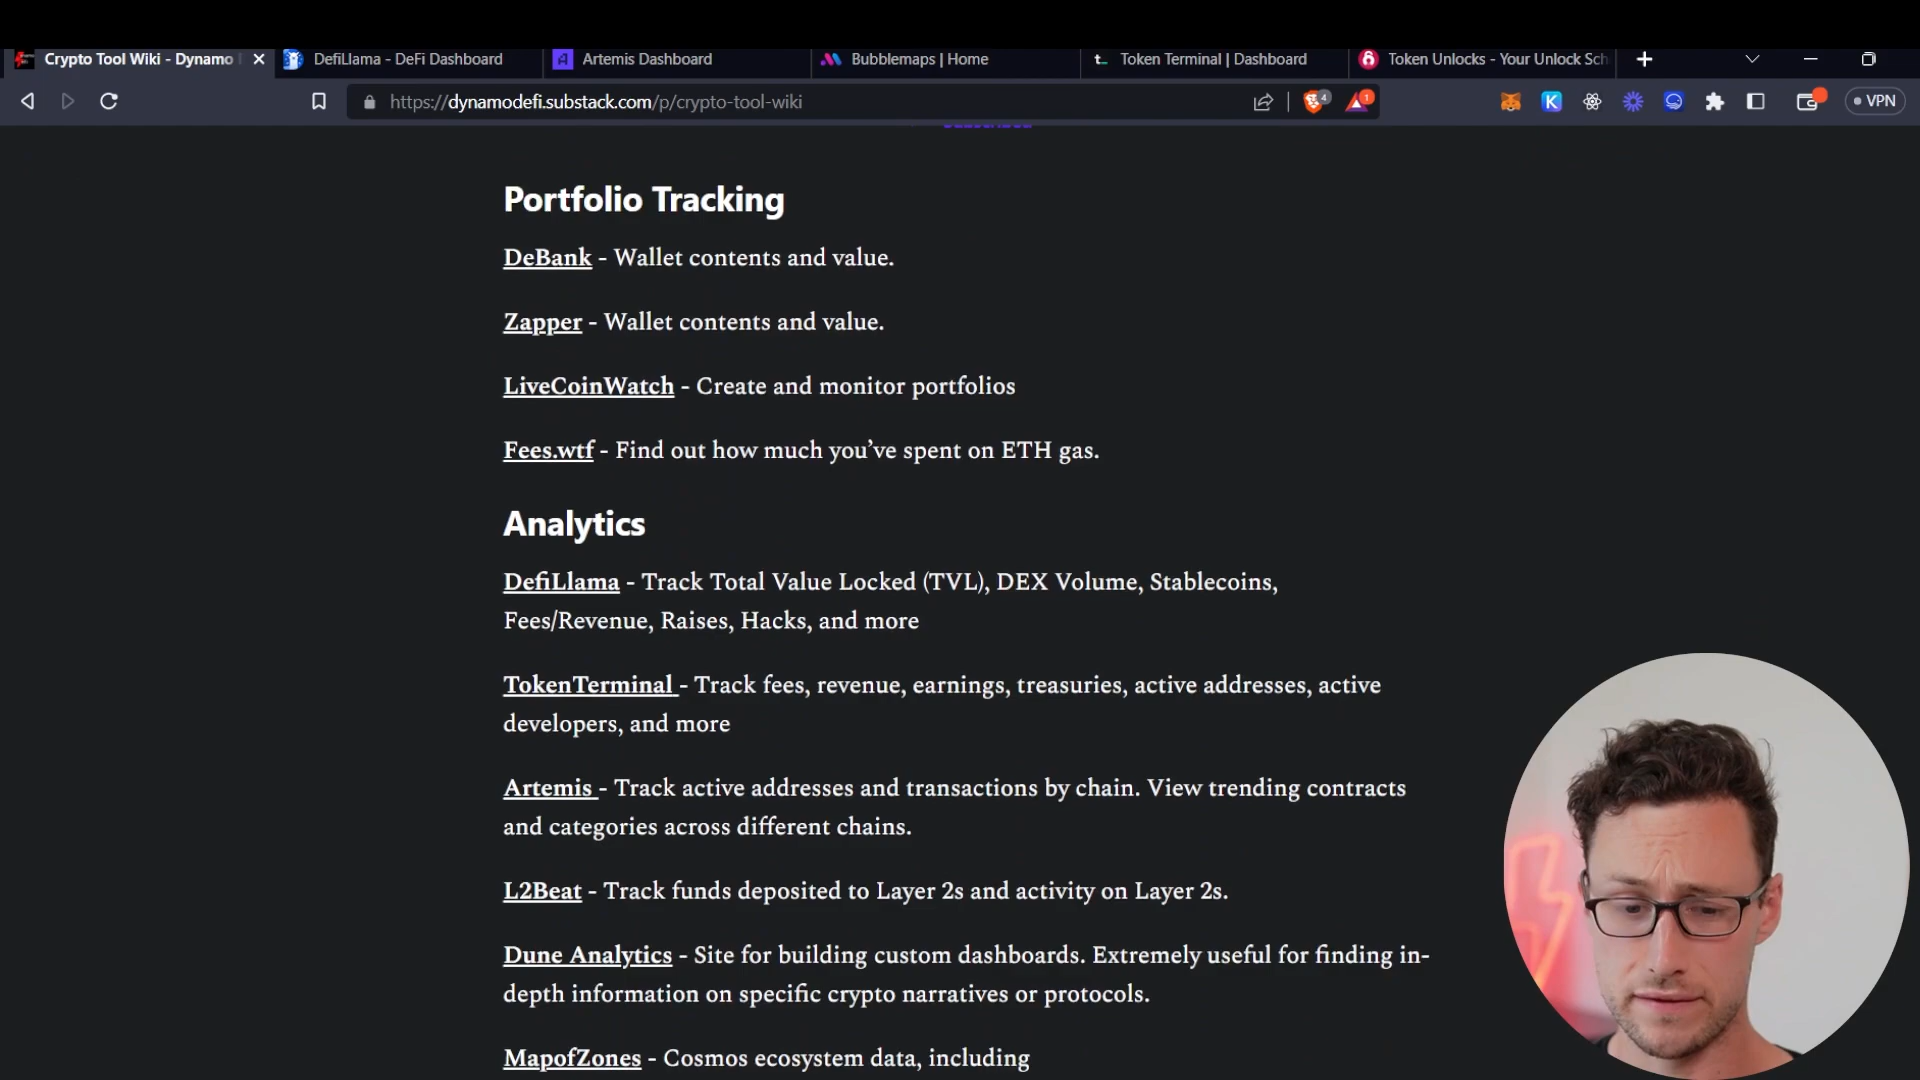 Crypto Tool Wiki - Dynamo
DefiLlama - DeFi Dashboard
Artemis Dashboard
Bubblemaps | Home
Token Terminal | Dashboard
Token Unlocks - Your Unlock Sch
https://dynamodefi.substack.com/p/crypto-tool-wiki
4
1
VPN
Portfolio Tracking
DeBank - Wallet contents and value.
Zapper - Wallet contents and value.
LiveCoinWatch - Create and monitor portfolios
Fees.wtf - Find out how much you’ve spent on ETH gas.
Analytics
DefiLlama - Track Total Value Locked (TVL), DEX Volume, Stablecoins,
Fees/Revenue, Raises, Hacks, and more
TokenTerminal - Track fees, revenue, earnings, treasuries, active addresses, active
developers, and more
Artemis - Track active addresses and transactions by chain. View trending contracts
and categories across different chains.
L2Beat - Track funds deposited to Layer 2s and activity on Layer 2s.
Dune Analytics - Site for building custom dashboards. Extremely useful for finding in-
depth information on specific crypto narratives or protocols.
MapofZones - Cosmos ecosystem data, including